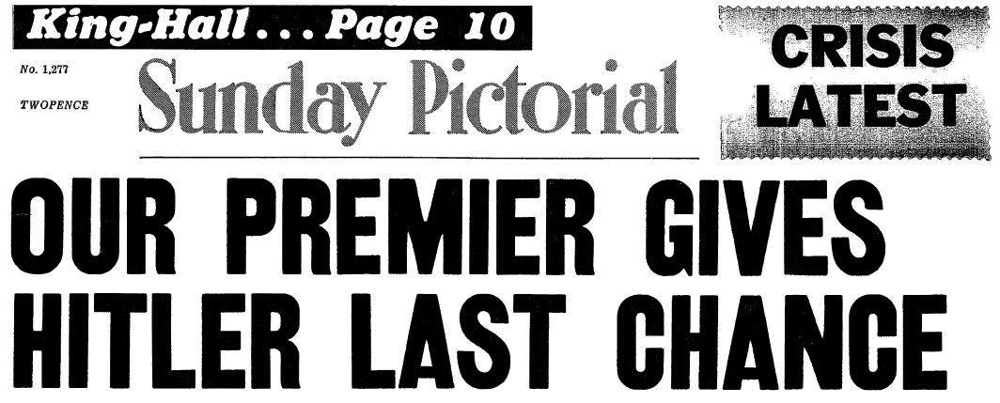 King-Hall...Page 10
No. 1,277
TWOPENCE
Sunday Pictorial
CRISIS
LATEST
OUR PREMIER GIVES
HITLER LAST CHANCE